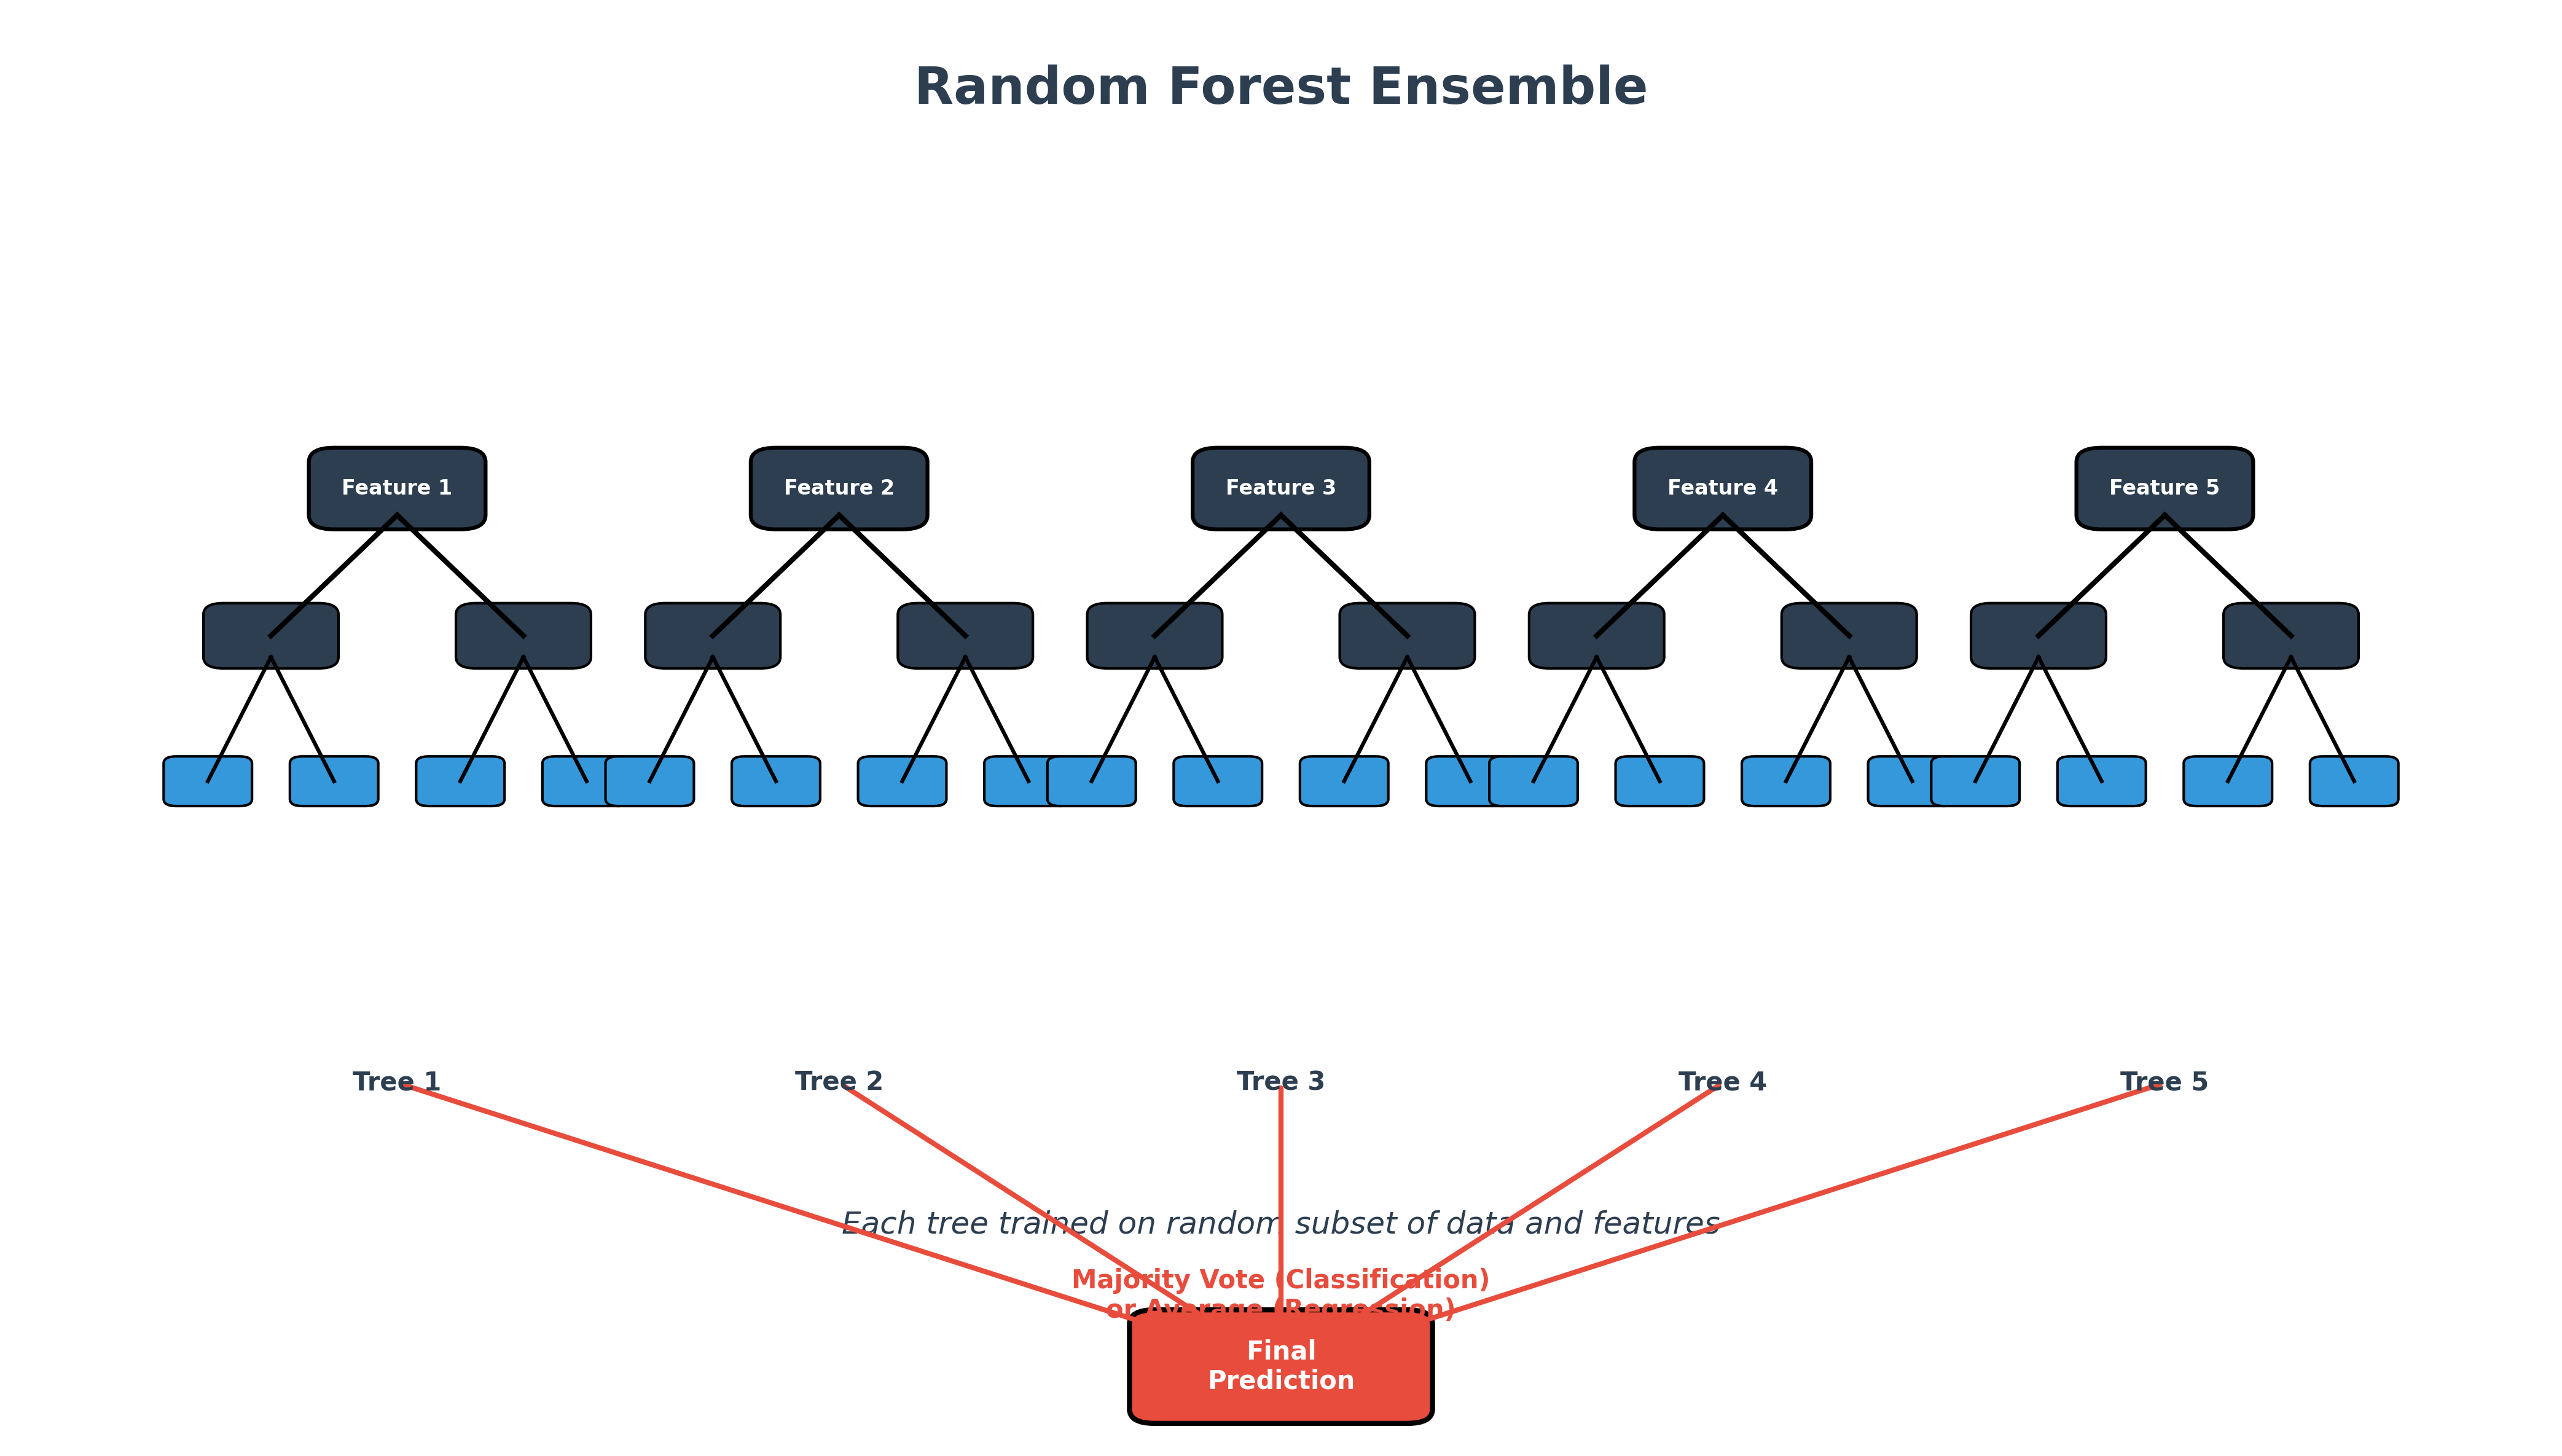 Random Forest Ensemble
Feature 1
Feature 2
Feature 3
Feature 4
Feature 5
Tree 1
Tree 2
Tree 3
Tree 4
Tree 5
Each tree trained on random subset of data and features
Majority Vote (Classification)
or Average (Regression)
Final
Prediction